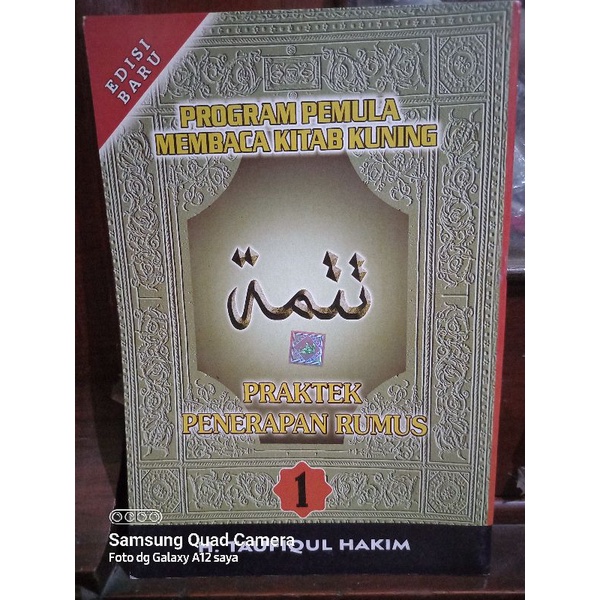 EDISI
BARU
PROGRAM PEMULA
MEMBACA KITAB KUNING
تتمة
PRAKTEK
PENERAPAN RUMUS
1
H. TAUFIQUL HAKIM
Samsung Quad Camera
Foto dg Galaxy A12 saya